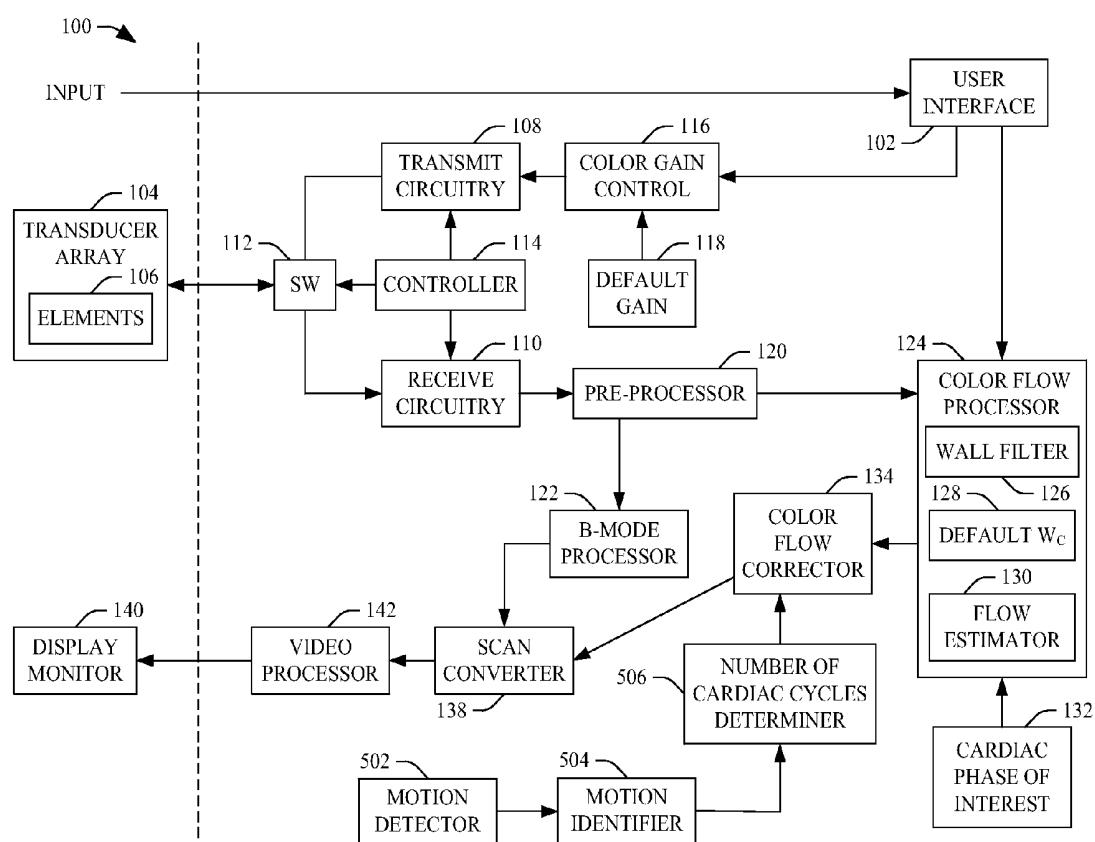 100
INPUT
USER
INTERFACE
102
108
TRANSMIT
CIRCUITRY
116
COLOR GAIN
CONTROL
104
TRANSDUCER
ARRAY
106
ELEMENTS
112
SW
114
CONTROLLER
118
DEFAULT
GAIN
110
RECEIVE
CIRCUITRY
120
PRE-PROCESSOR
124
COLOR FLOW
PROCESSOR
WALL FILTER
126
128
DEFAULT WC
130
FLOW
ESTIMATOR
122
B-MODE
PROCESSOR
134
COLOR
FLOW
CORRECTOR
140
DISPLAY
MONITOR
142
VIDEO
PROCESSOR
SCAN
CONVERTER
138
506
NUMBER OF
CARDIAC CYCLES
DETERMINER
132
CARDIAC
PHASE OF
INTEREST
502
MOTION
DETECTOR
504
MOTION
IDENTIFIER